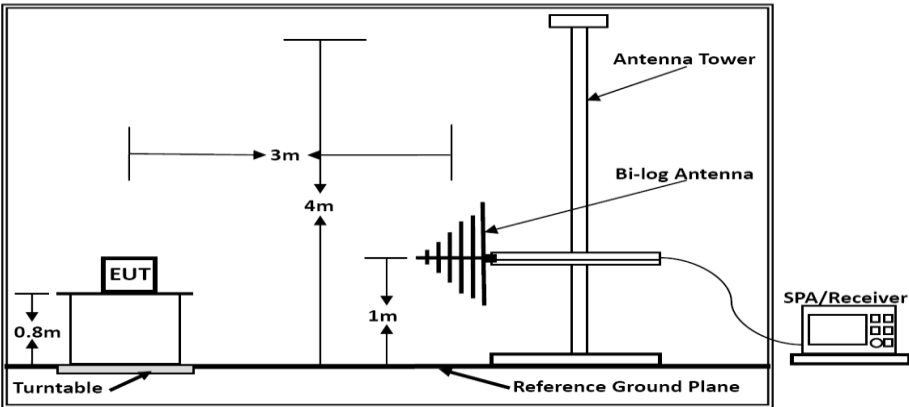 Antenna Tower
3m
Bi-log Antenna
4m
EUT
SPA/Receiver
0.8m
1m
Turntable
Reference Ground Plane